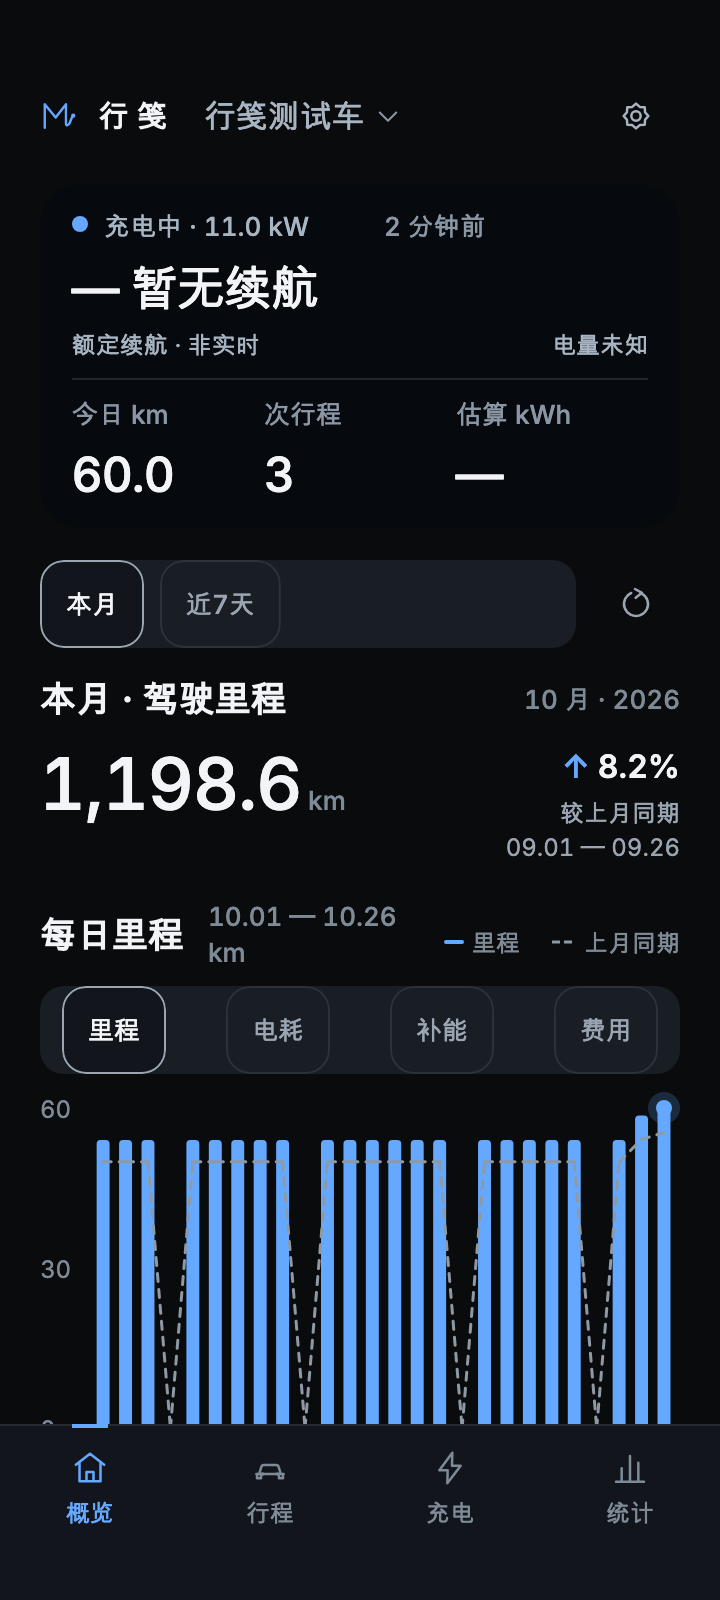 行 笺 行笺测试车
充电中 · 11.0 kW 2 分钟前
— 暂无续航
额定续航 · 非实时 电量未知
今日 km 次行程 估算 kWh
60.0 3 —
本月 近7天
本月 · 驾驶里程 10 月 · 2026
1,198.6 km ↑ 8.2%
较上月同期
09.01 — 09.26
每日里程 10.01 — 10.26 km 里程 上月同期
里程 电耗 补能 费用
60
30
概览 行程 充电 统计